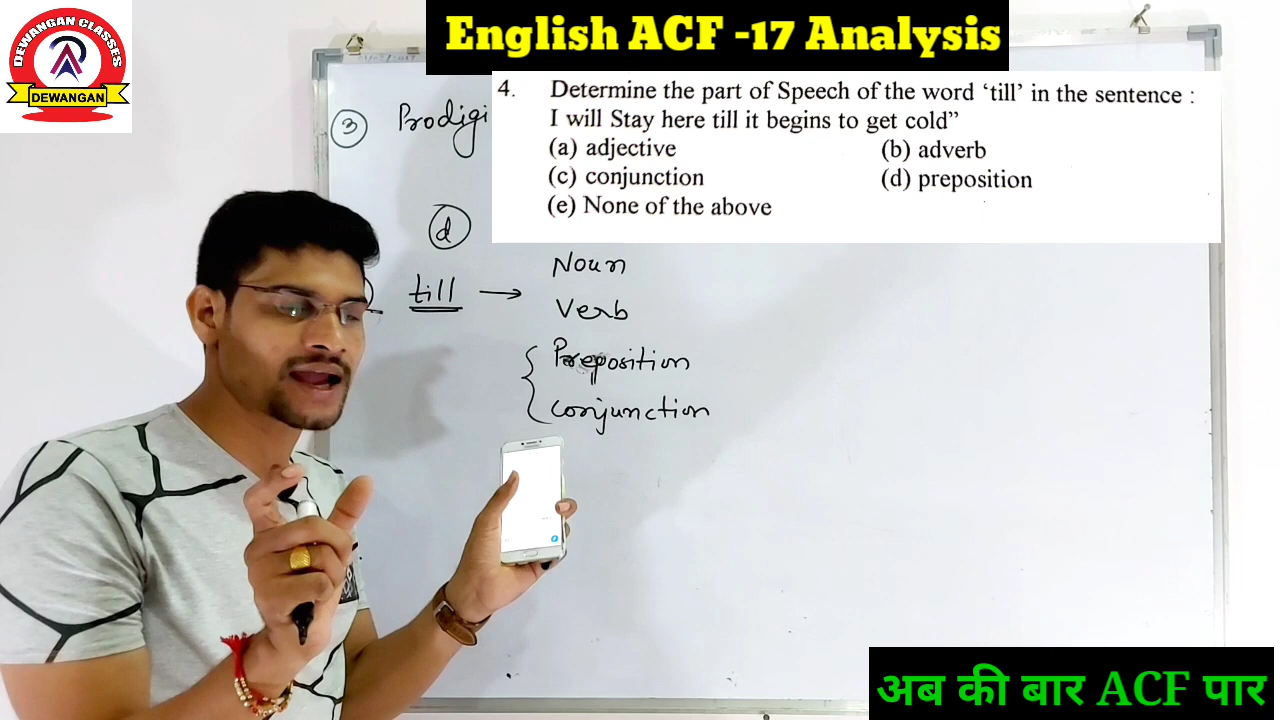 DEWANGAN CLASSES
DEWANGAN
English ACF -17 Analysis
4. Determine the part of Speech of the word ‘till’ in the sentence :
I will Stay here till it begins to get cold”
(a) adjective (b) adverb
(c) conjunction (d) preposition
(e) None of the above
3 Prodigi
d
till → Noun
Verb
Preposition
conjunction
अब की बार ACF पार